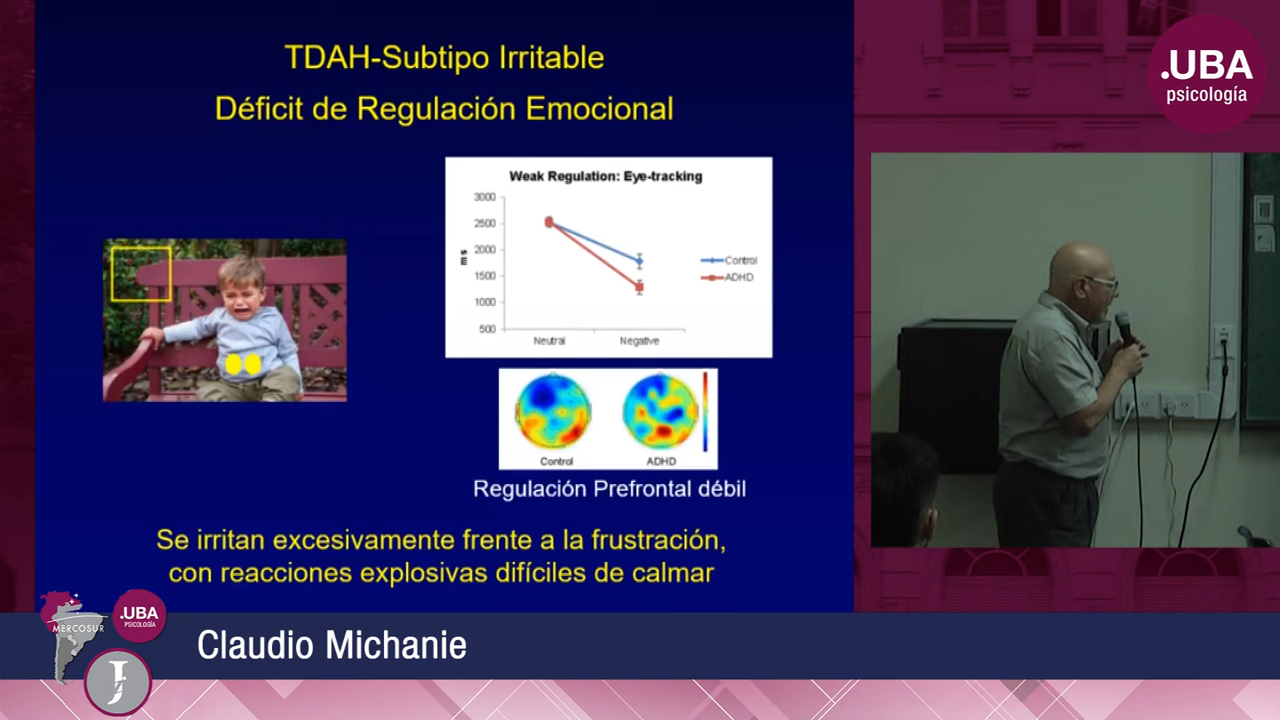 TDAH-Subtipo Irritable
Déficit de Regulación Emocional
Weak Regulation: Eye-tracking
3000
2500
2000
1500
1000
500
ms
Neutral
Negative
Control
ADHD
Control
ADHD
Regulación Prefrontal débil
Se irritan excesivamente frente a la frustración,
con reacciones explosivas difíciles de calmar
.UBA
psicología
MERCOSUR
.UBA
PSICOLOGÍA
J
Claudio Michanie